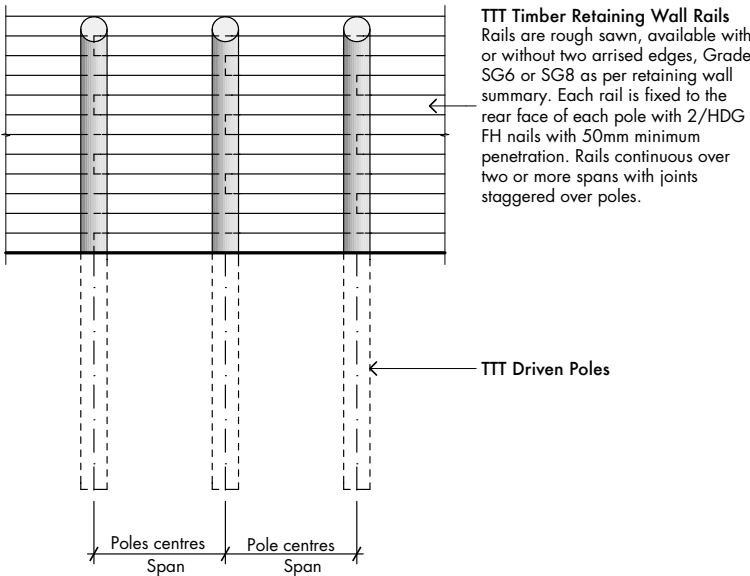 TTT Timber Retaining Wall Rails
Rails are rough sawn, available with
or without two arrised edges, Grade
SG6 or SG8 as per retaining wall
summary. Each rail is fixed to the
rear face of each pole with 2/HDG
FH nails with 50mm minimum
penetration. Rails continuous over
two or more spans with joints
staggered over poles.
TTT Driven Poles
Poles centres
Span
Pole centres
Span